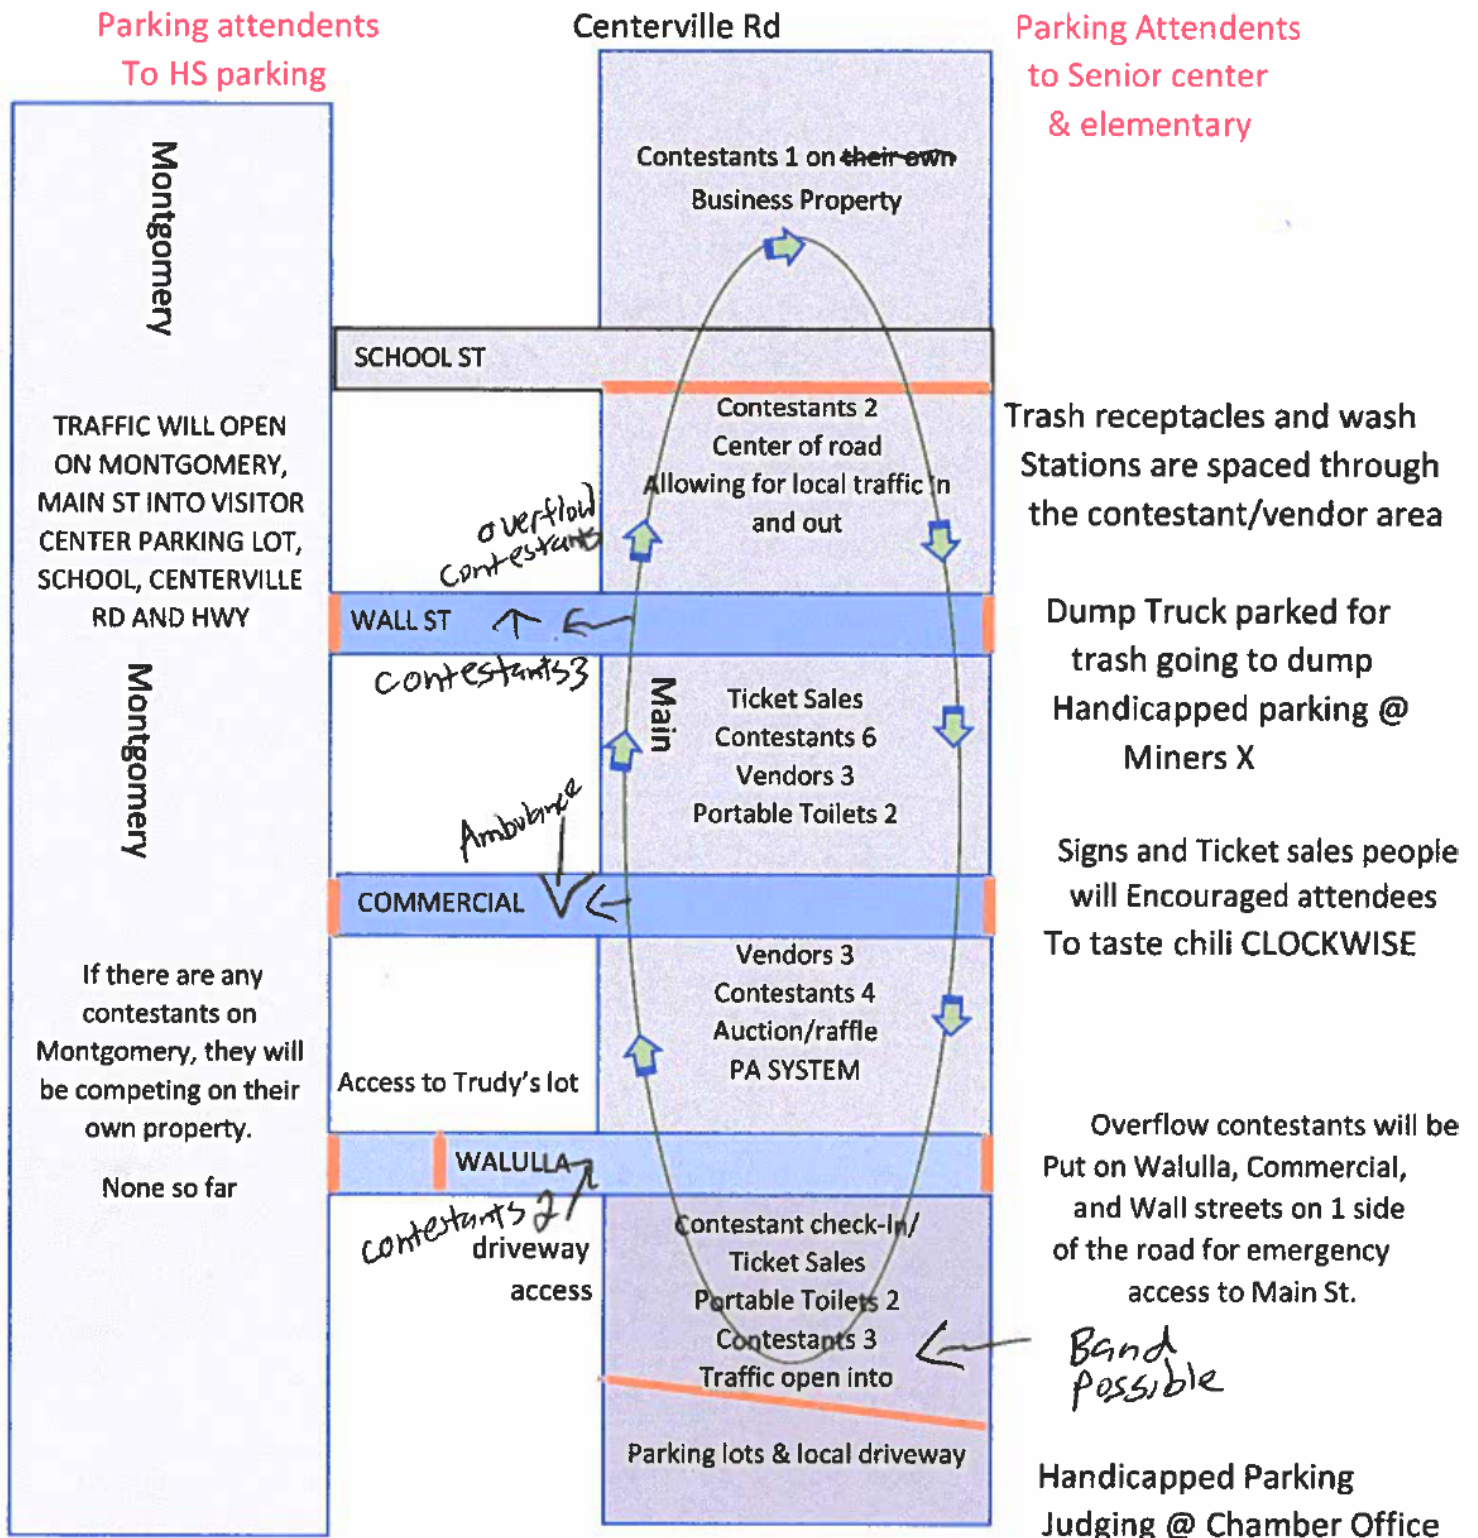 Parking attendents
To HS parking
Centerville Rd
Parking Attendents
to Senior center
& elementary
Montgomery
Contestants 1 on their own
Business Property
SCHOOL ST
TRAFFIC WILL OPEN
ON MONTGOMERY,
MAIN ST INTO VISITOR
CENTER PARKING LOT,
SCHOOL, CENTERVILLE
RD AND HWY
Contestants 2
Center of road
Allowing for local traffic in
and out
overflow
contestants
Trash receptacles and wash
Stations are spaced through
the contestant/vendor area
WALL ST
contestants 3
Dump Truck parked for
trash going to dump
Handicapped parking @
Miners X
Montgomery
Main
Ticket Sales
Contestants 6
Vendors 3
Portable Toilets 2
Ambulance
Signs and Ticket sales people
will Encouraged attendees
To taste chili CLOCKWISE
COMMERCIAL
Vendors 3
Contestants 4
Auction/raffle
PA SYSTEM
If there are any
contestants on
Montgomery, they will
be competing on their
own property.
None so far
Access to Trudy's lot
WALULLA
contestants 2
driveway
access
Overflow contestants will be
Put on Walulla, Commercial,
and Wall streets on 1 side
of the road for emergency
access to Main St.
Contestant check-In/
Ticket Sales
Portable Toilets 2
Contestants 3
Traffic open into
Band
Possible
Parking lots & local driveway
Handicapped Parking
Judging @ Chamber Office